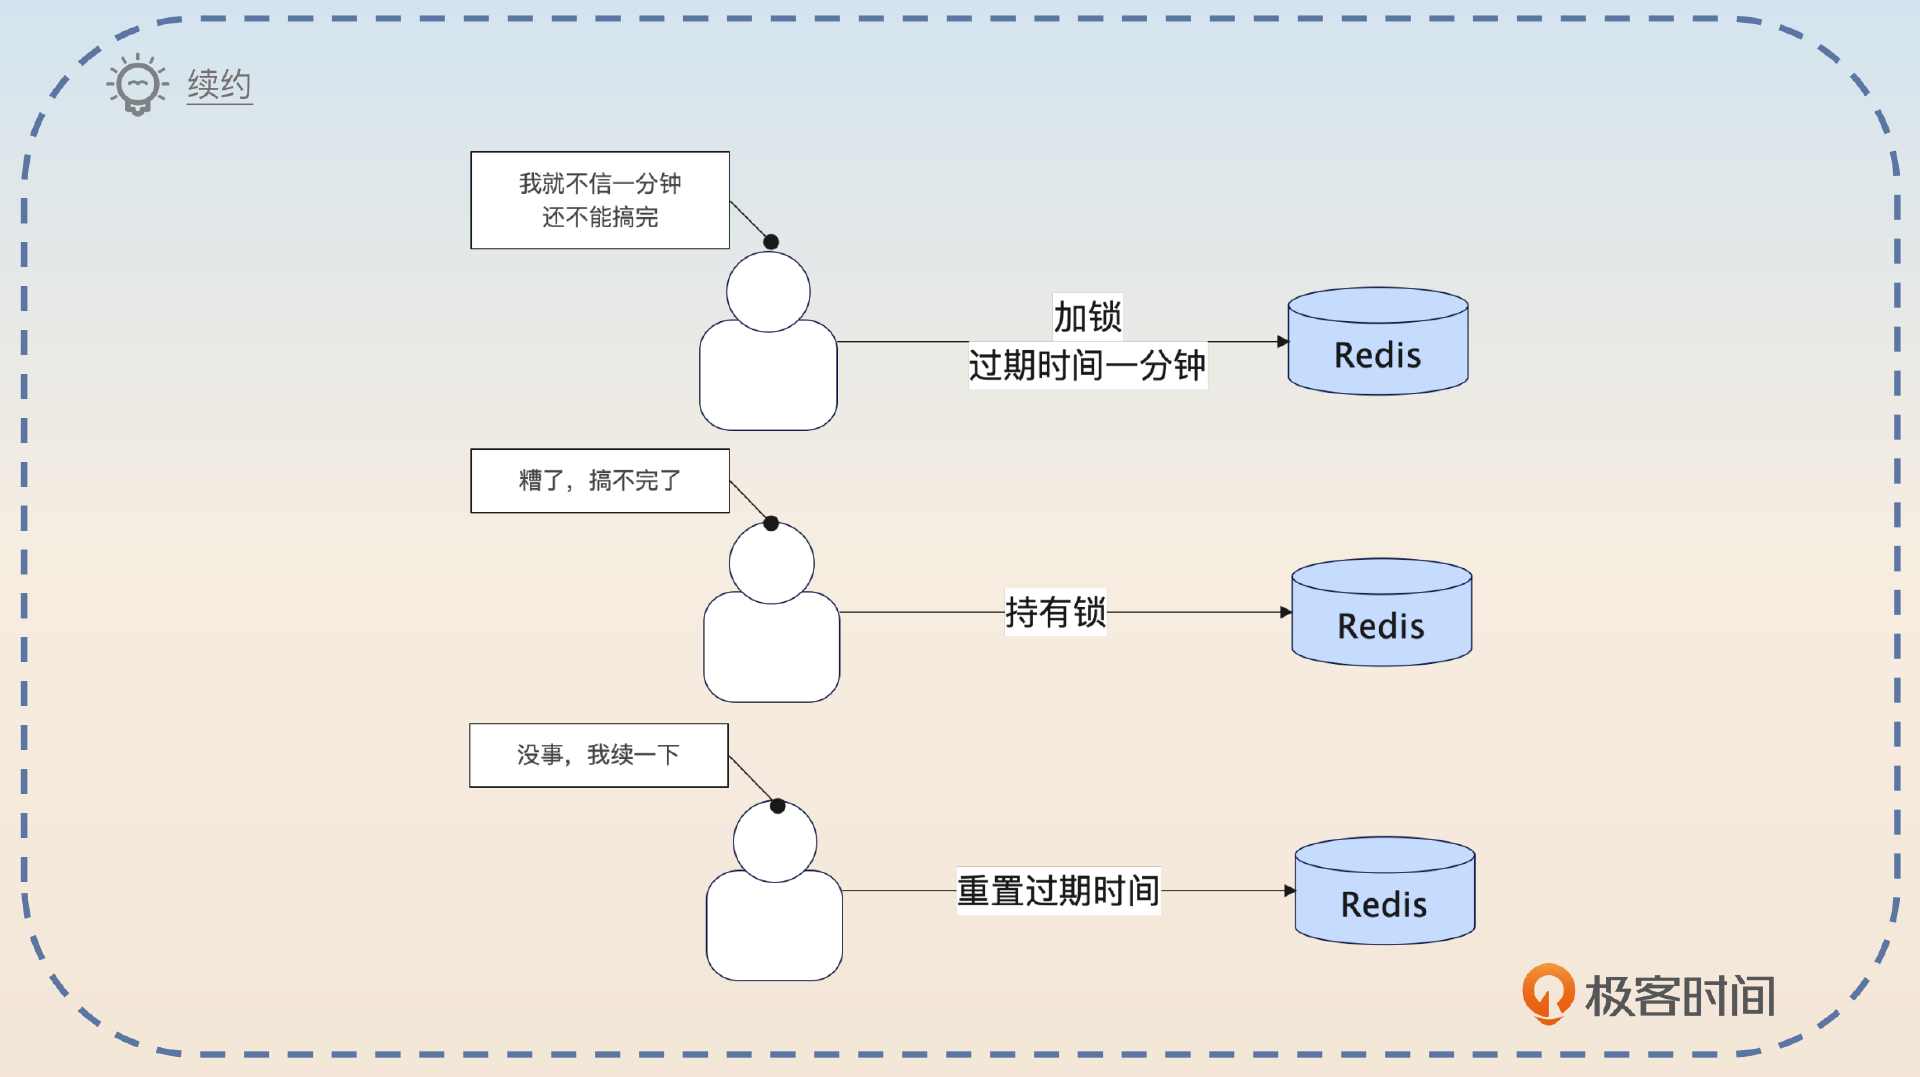 续约
我就不信一分钟
还不能搞完
加锁
过期时间一分钟
Redis
糟了，搞不完了
持有锁
Redis
没事，我续一下
重置过期时间
Redis
极客时间